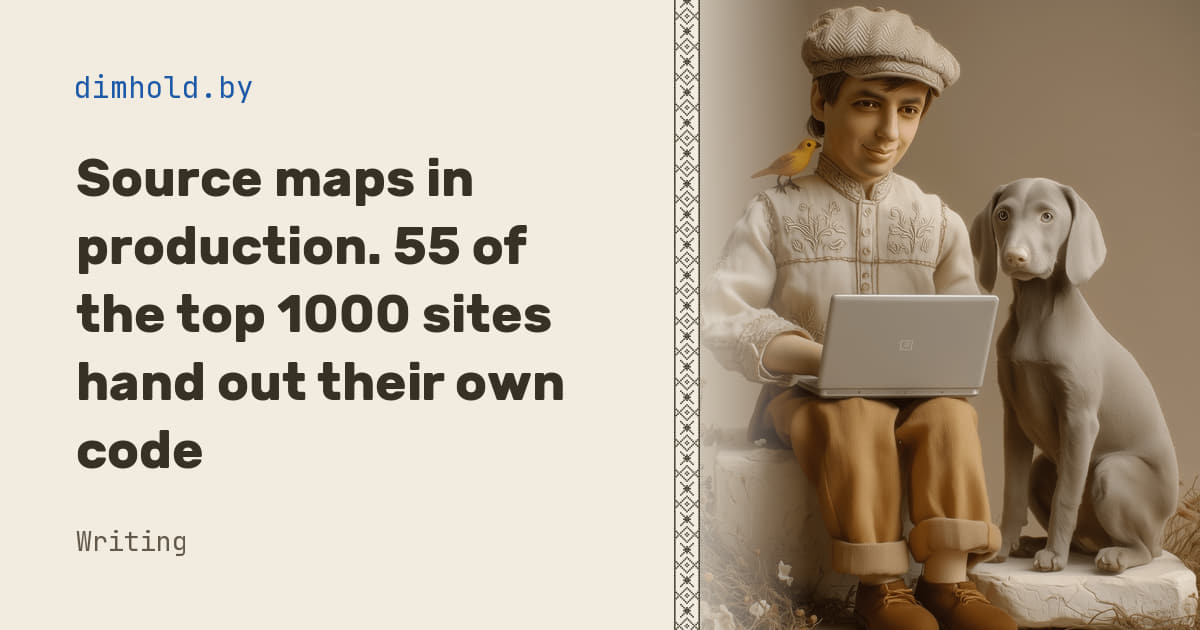 dimhold.by
Source maps in
production. 55 of
the top 1000 sites
hand out their own
code
Writing